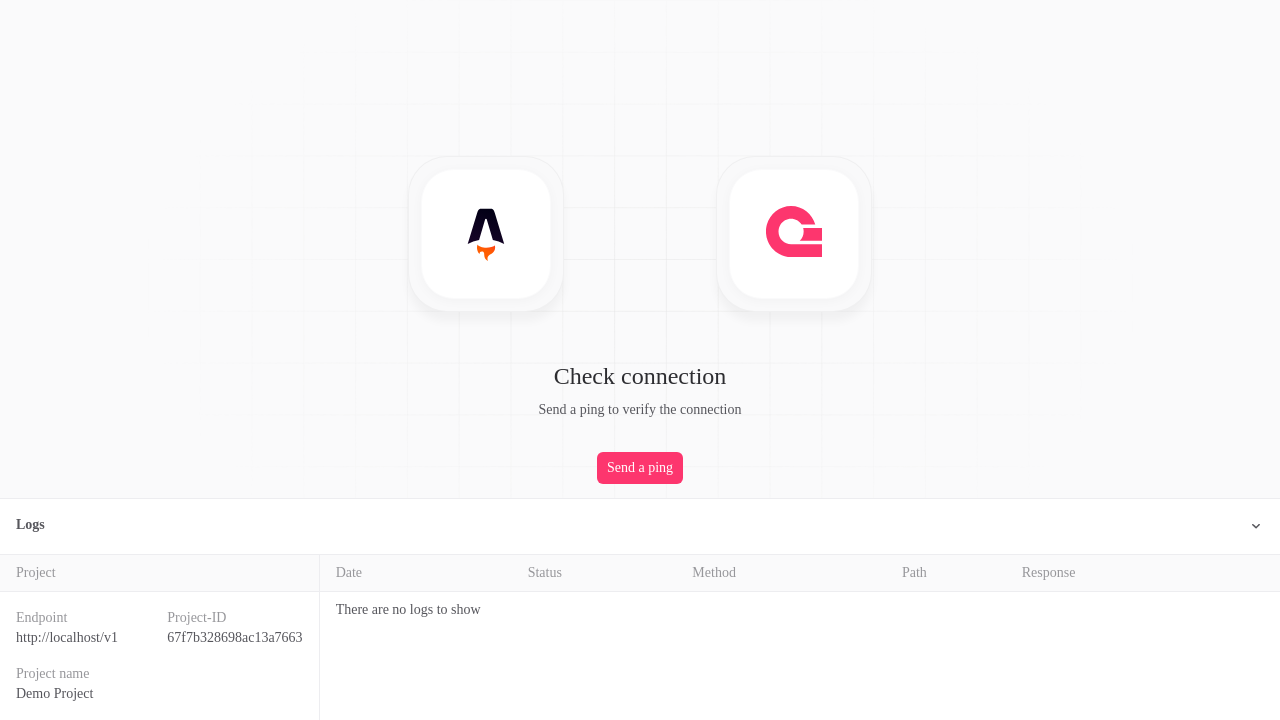 Check connection
Send a ping to verify the connection
Send a ping
Logs
Project
Date Status Method Path Response
Endpoint Project-ID
http://localhost/v1 67f7b328698ac13a7663
Project name
Demo Project
There are no logs to show